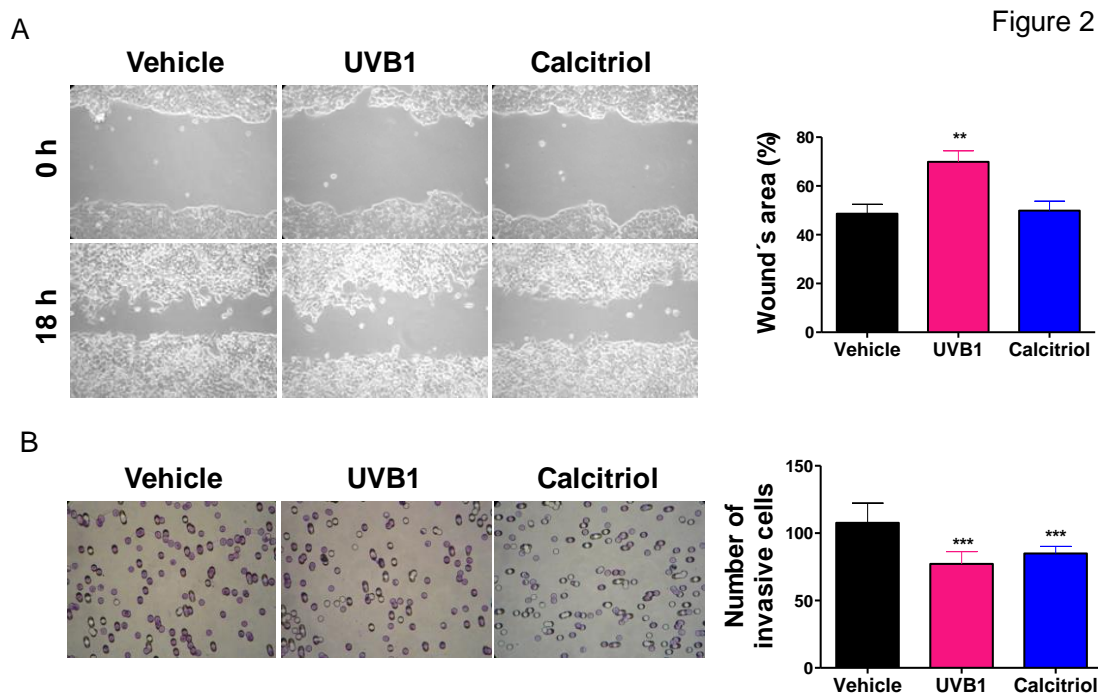 Figure 2
A
Vehicle UVB1 Calcitriol
0 h
18 h
Wound´s area (%)
80
60
40
20
0
**
Vehicle UVB1 Calcitriol
B
Vehicle UVB1 Calcitriol
Number of
invasive cells
150
100
50
0
***
***
Vehicle UVB1 Calcitriol